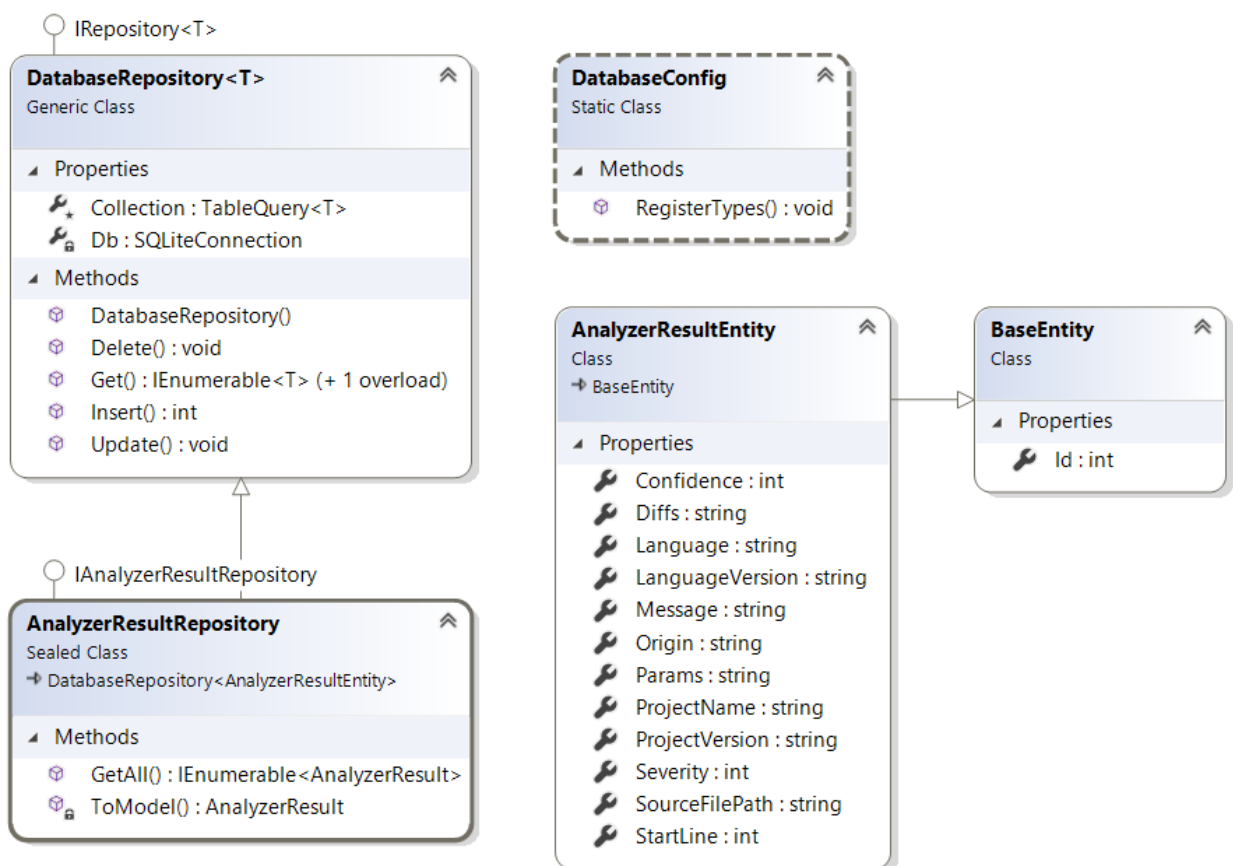 IRepository<T>
DatabaseRepository<T>
Generic Class
Properties
Collection : TableQuery<T>
Db : SQLiteConnection
Methods
DatabaseRepository()
Delete() : void
Get() : IEnumerable<T> (+ 1 overload)
Insert() : int
Update() : void
IAnalyzerResultRepository
AnalyzerResultRepository
Sealed Class
DatabaseRepository<AnalyzerResultEntity>
Methods
GetAll() : IEnumerable<AnalyzerResult>
ToModel() : AnalyzerResult
DatabaseConfig
Static Class
Methods
RegisterTypes() : void
AnalyzerResultEntity
Class
BaseEntity
Properties
Confidence : int
Diffs : string
Language : string
LanguageVersion : string
Message : string
Origin : string
Params : string
ProjectName : string
ProjectVersion : string
Severity : int
SourceFilePath : string
StartLine : int
BaseEntity
Class
Properties
Id : int